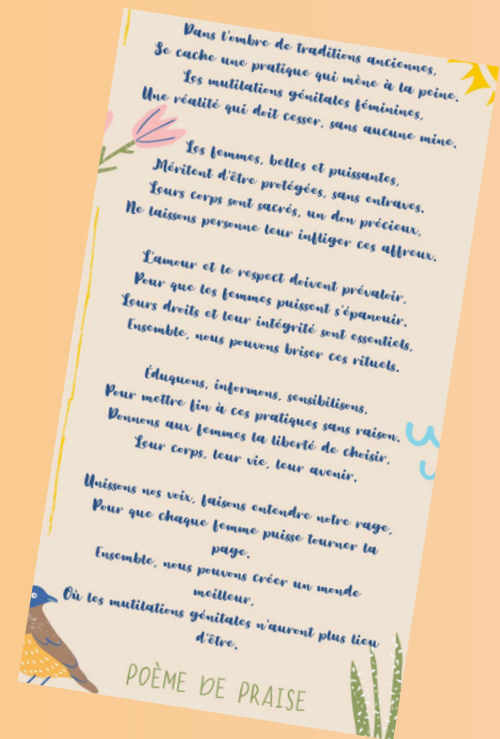 Dans l'ombre de traditions anciennes,
Se cache une pratique qui mène à la peine.
Les mutilations génitales féminines,
Une réalité qui doit cesser, sans aucune mine.
Les femmes, belles et puissantes,
Méritent d'être protégées, sans entraves.
Leurs corps sont sacrés, un don précieux,
Ne laissons personne leur infliger ces affreux.
L'amour et le respect doivent prévaloir,
Pour que les femmes puissent s'épanouir.
Leurs droits et leur intégrité sont essentiels,
Ensemble, nous pouvons briser ces rituels.
Éduquons, informons, sensibilisons,
Pour mettre fin à ces pratiques sans raison.
Donnons aux femmes la liberté de choisir,
Leur corps, leur vie, leur avenir.
Unissons nos voix, faisons entendre notre rage,
Pour que chaque femme puisse tourner la
page.
Ensemble, nous pouvons créer un monde
meilleur,
Où les mutilations génitales n'auront plus lieu
d'être.
POÈME DE PRAISE